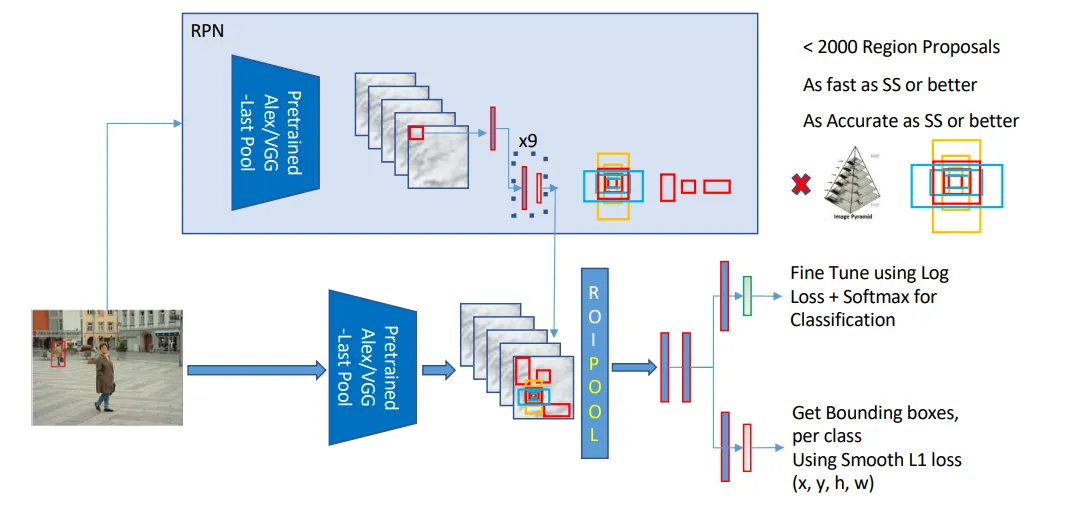 RPN
Pretrained
Alex/VGG
-Last Pool
x9
< 2000 Region Proposals
As fast as SS or better
As Accurate as SS or better
Image Pyramid
Pretrained
Alex/VGG
-Last Pool
R
O
I
P
O
O
L
Fine Tune using Log
Loss + Softmax for
Classification
Get Bounding boxes,
per class
Using Smooth L1 loss
(x, y, h, w)